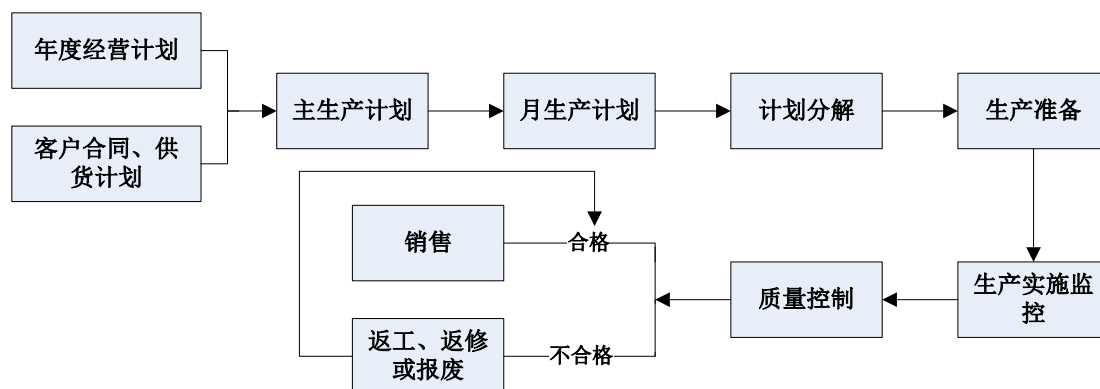 年度经营计划
客户合同、供
货计划
主生产计划
月生产计划
计划分解
生产准备
生产实施监
控
质量控制
合格
销售
不合格
返工、返修
或报废